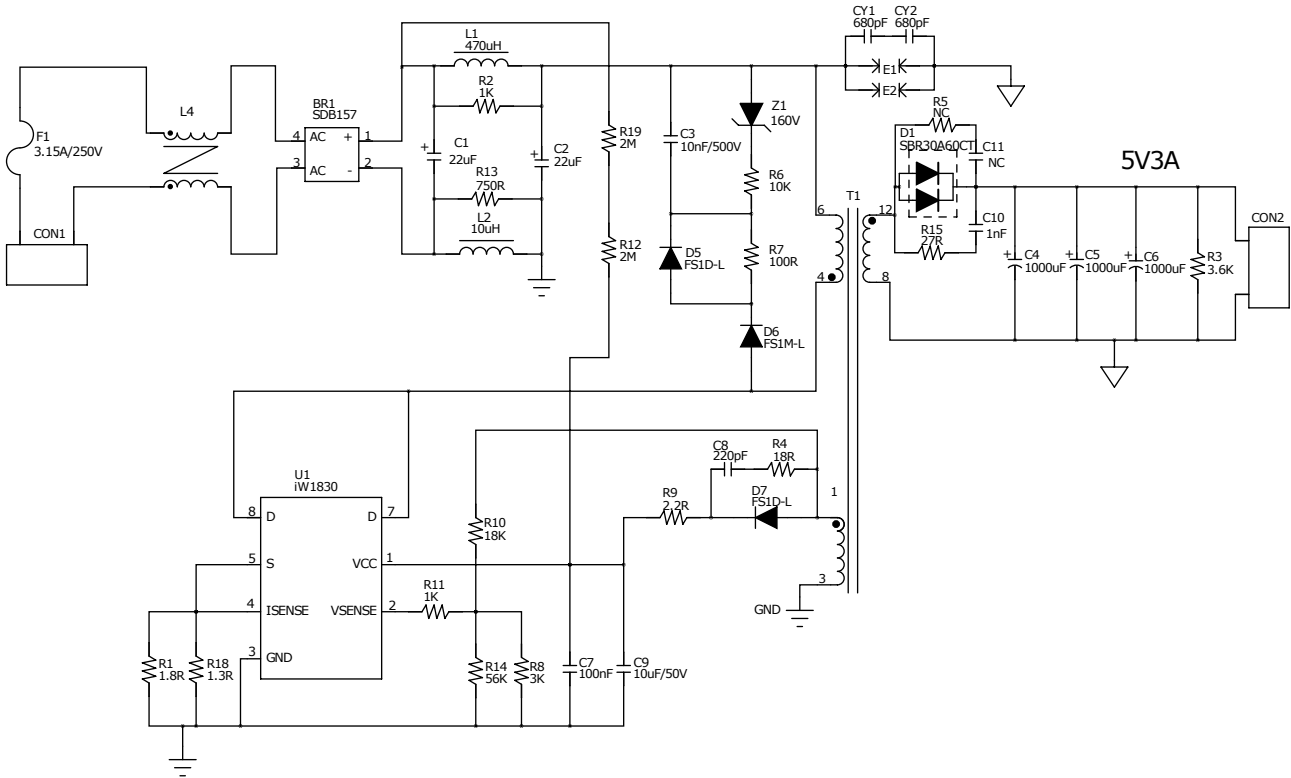 CY1 CY2
680pF 680pF
E1
E2
L1
470uH
R2
1K
BR1
SDB157
4 AC + 1
3 AC - 2
L4
F1
3.15A/250V
CON1
C1
22uF
C2
22uF
R13
750R
L2
10uH
R19
2M
R12
2M
C3
10nF/500V
Z1
160V
R6
10K
D5
FS1D-L
R7
100R
D6
FS1M-L
T1
6
4
12
8
R5
NC
D1
SBR30A60CT
C11
NC
C10
1nF
R15
27R
5V3A
CON2
C4
1000uF
C5
1000uF
C6
1000uF
R3
3.6K
+
+
+
+
+
U1
iW1830
8 D D 7
5 S VCC 1
4 ISENSE VSENSE 2
3 GND
R1
1.8R
R18
1.3R
R10
18K
R11
1K
R14
56K
R8
3K
C7
100nF
C9
10uF/50V
R9
2.2R
C8
220pF
R4
18R
D7
FS1D-L
1
3
GND